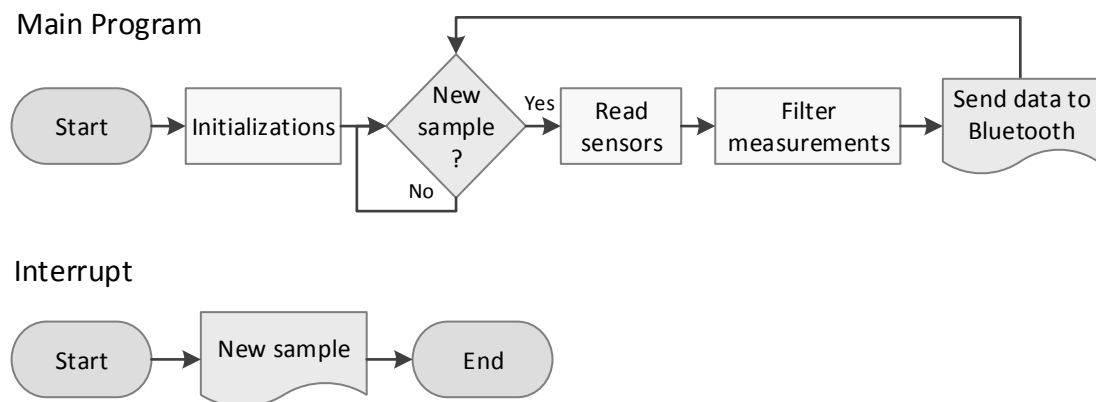 Main Program
Start
Initializations
New
sample
?
Yes
No
Read
sensors
Filter
measurements
Send data to
Bluetooth
Interrupt
Start
New sample
End